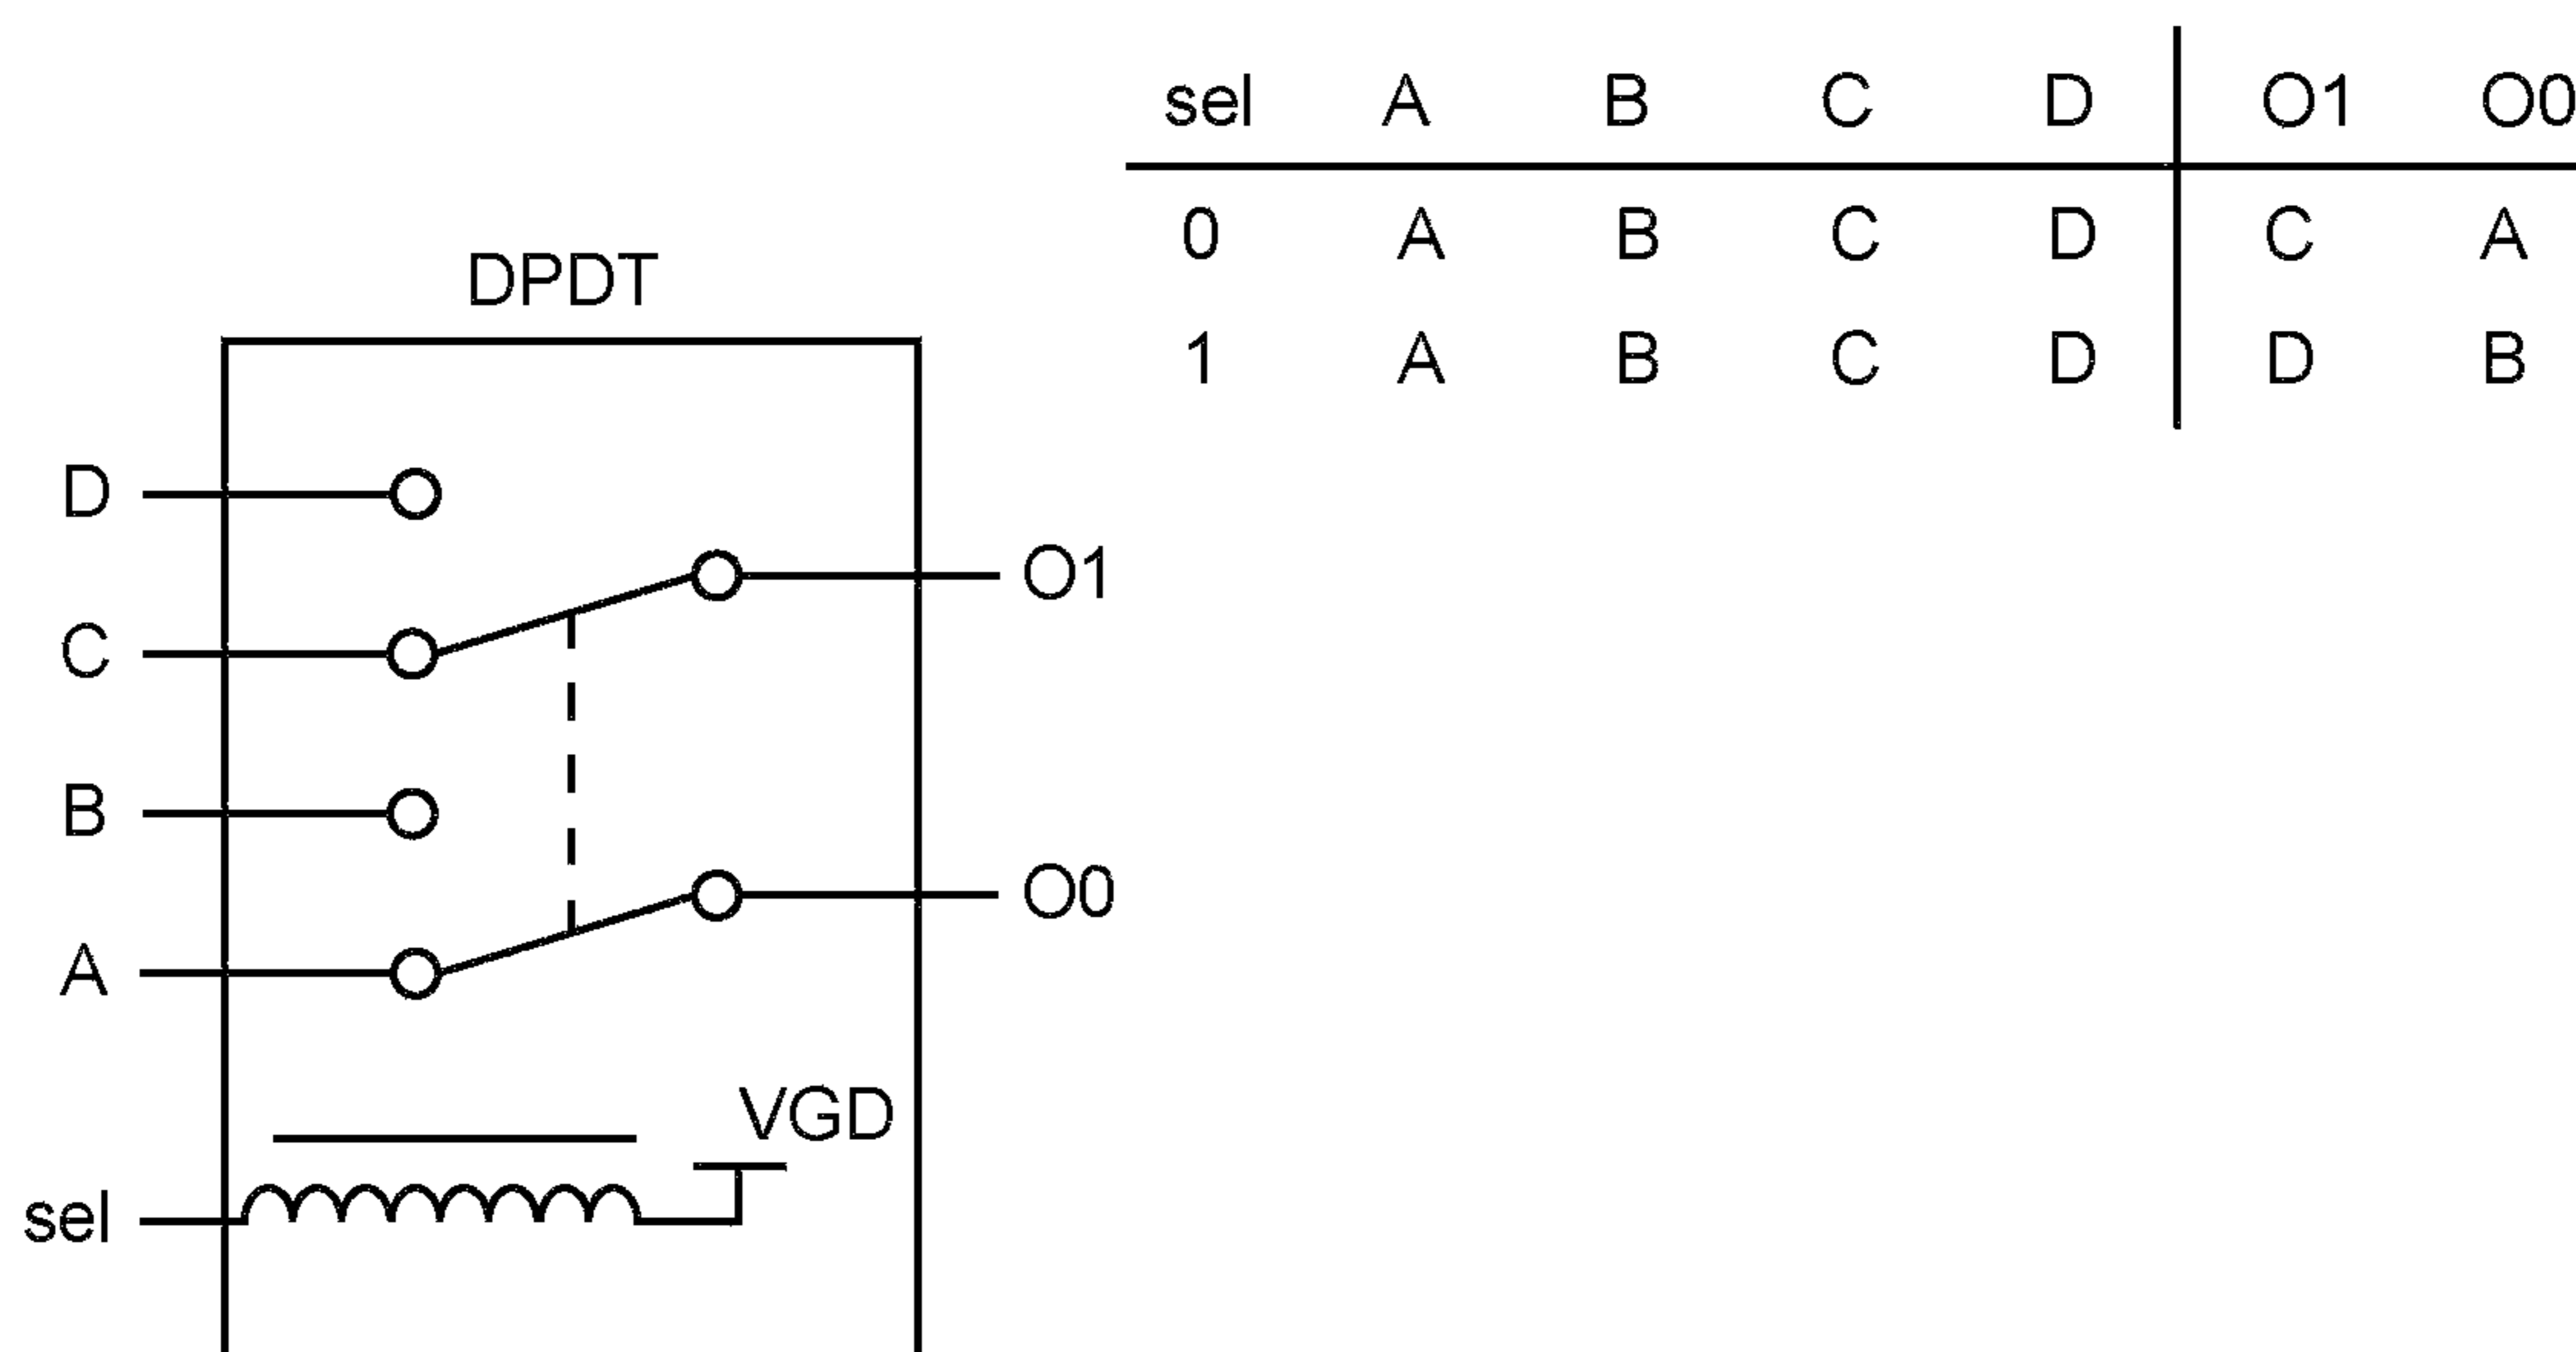 sel A B C D O1 O0
0 A B C D C A
1 A B C D D B
DPDT
D
O1
C
B
O0
A
VGD
sel